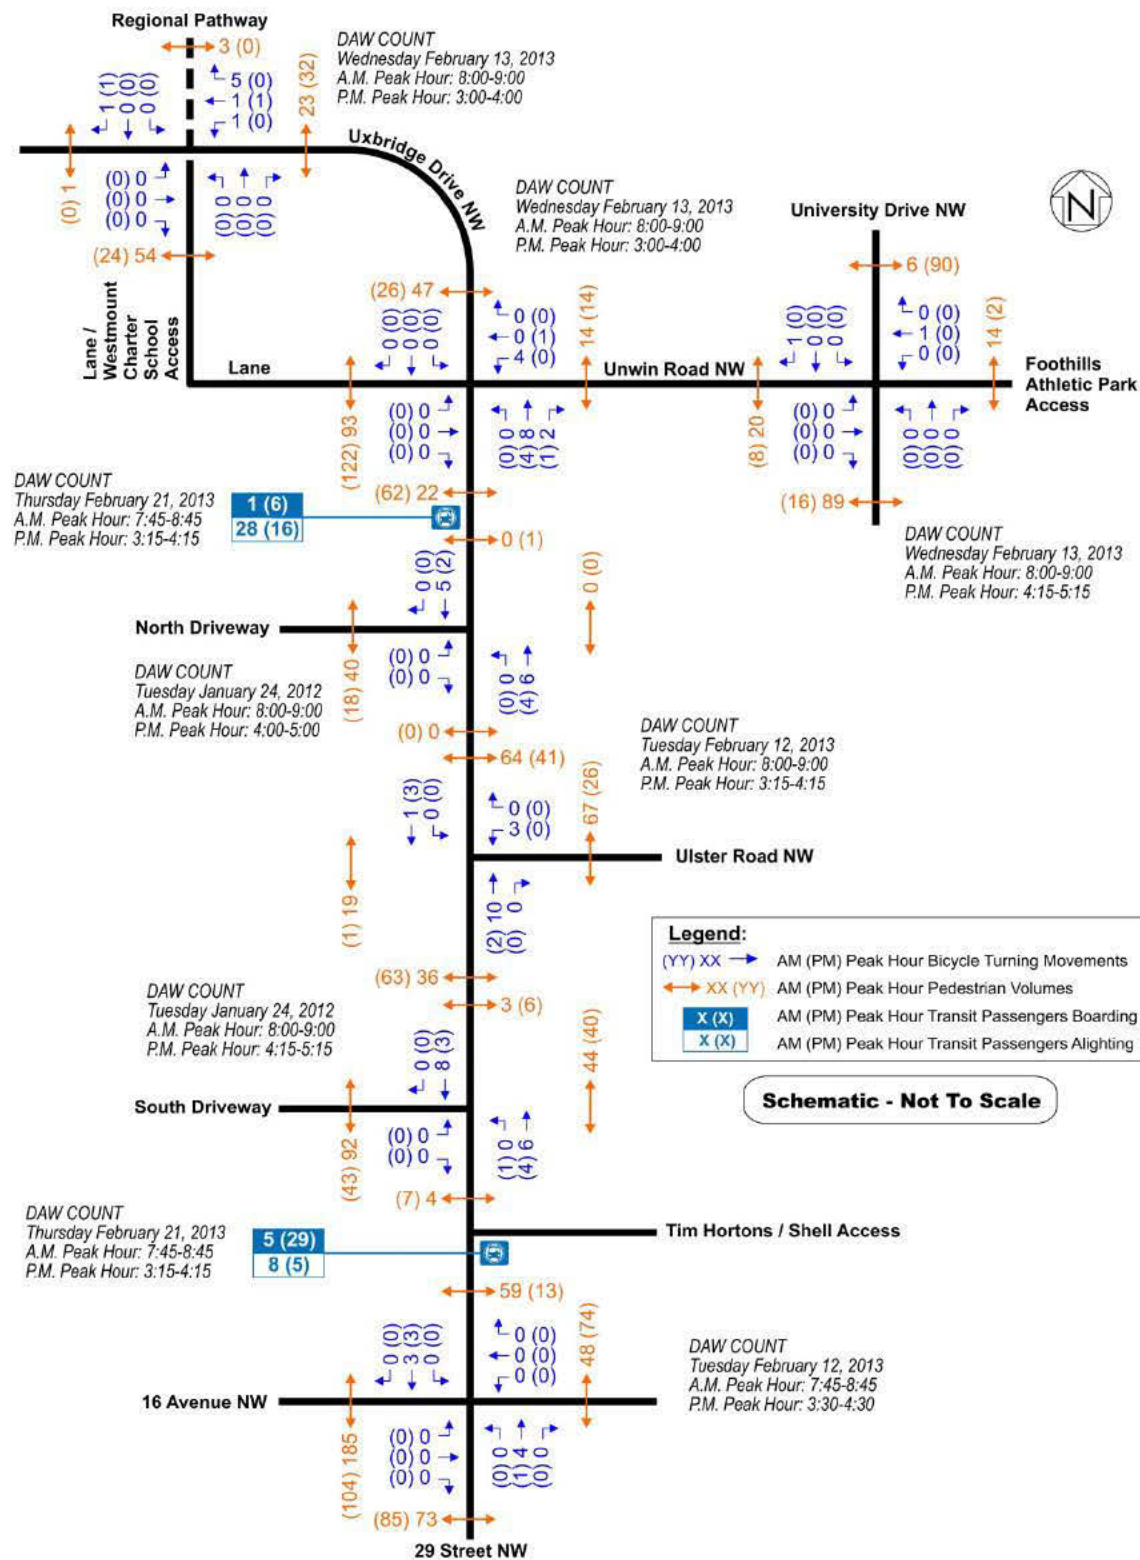 Regional Pathway
3 (0)
DAW COUNT
Wednesday February 13, 2013
A.M. Peak Hour: 8:00-9:00
P.M. Peak Hour: 3:00-4:00
1 (1)
0 (0)
0 (0)
5 (0)
1 (1)
1 (0)
23 (32)
Uxbridge Drive NW
(0) 1
(0) 0
(0) 0
(0) 0
(0) 0
(0) 0
(0) 0
(24) 54
Lane /
Westmount
Charter
School
Access
DAW COUNT
Wednesday February 13, 2013
A.M. Peak Hour: 8:00-9:00
P.M. Peak Hour: 3:00-4:00
N
University Drive NW
6 (90)
(26) 47
0 (0)
0 (0)
0 (0)
0 (0)
0 (1)
4 (0)
14 (14)
1 (0)
0 (0)
0 (0)
0 (0)
1 (0)
0 (0)
14 (2)
Lane
Unwin Road NW
Foothills
Athletic Park
Access
(122) 93
(0) 0
(0) 0
(0) 0
(0) 0
(4) 8
(1) 2
(8) 20
(0) 0
(0) 0
(0) 0
(0) 0
(0) 0
(0) 0
(62) 22
(16) 89
DAW COUNT
Thursday February 21, 2013
A.M. Peak Hour: 7:45-8:45
P.M. Peak Hour: 3:15-4:15
1 (6)
28 (16)
DAW COUNT
Wednesday February 13, 2013
A.M. Peak Hour: 8:00-9:00
P.M. Peak Hour: 4:15-5:15
0 (1)
0 (0)
5 (2)
0 (0)
North Driveway
(18) 40
(0) 0
(0) 0
(0) 0
(4) 6
DAW COUNT
Tuesday January 24, 2012
A.M. Peak Hour: 8:00-9:00
P.M. Peak Hour: 4:00-5:00
(0) 0
64 (41)
DAW COUNT
Tuesday February 12, 2013
A.M. Peak Hour: 8:00-9:00
P.M. Peak Hour: 3:15-4:15
1 (3)
0 (0)
0 (0)
3 (0)
67 (26)
Ulster Road NW
(1) 19
(2) 10
(0) 0
(63) 36
3 (6)
Legend:
(YY) XX AM (PM) Peak Hour Bicycle Turning Movements
XX (YY) AM (PM) Peak Hour Pedestrian Volumes
X (X) AM (PM) Peak Hour Transit Passengers Boarding
X (X) AM (PM) Peak Hour Transit Passengers Alighting
DAW COUNT
Tuesday January 24, 2012
A.M. Peak Hour: 8:00-9:00
P.M. Peak Hour: 4:15-5:15
0 (0)
8 (3)
44 (40)
South Driveway
Schematic - Not To Scale
(43) 92
(0) 0
(0) 0
(1) 0
(4) 6
(7) 4
DAW COUNT
Thursday February 21, 2013
A.M. Peak Hour: 7:45-8:45
P.M. Peak Hour: 3:15-4:15
5 (29)
8 (5)
Tim Hortons / Shell Access
59 (13)
0 (0)
3 (3)
0 (0)
0 (0)
0 (0)
0 (0)
48 (74)
DAW COUNT
Tuesday February 12, 2013
A.M. Peak Hour: 7:45-8:45
P.M. Peak Hour: 3:30-4:30
16 Avenue NW
(104) 185
(0) 0
(0) 0
(0) 0
(0) 0
(1) 4
(0) 0
(85) 73
29 Street NW